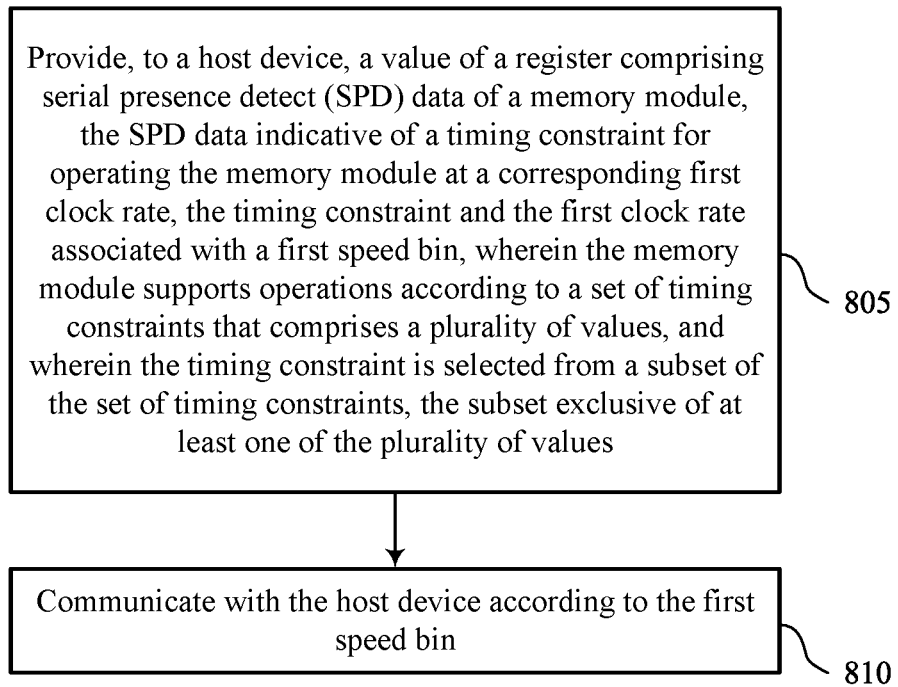 Provide, to a host device, a value of a register comprising
serial presence detect (SPD) data of a memory module,
the SPD data indicative of a timing constraint for
operating the memory module at a corresponding first
clock rate, the timing constraint and the first clock rate
associated with a first speed bin, wherein the memory
module supports operations according to a set of timing
constraints that comprises a plurality of values, and
wherein the timing constraint is selected from a subset of
the set of timing constraints, the subset exclusive of at
least one of the plurality of values
805
Communicate with the host device according to the first
speed bin
810